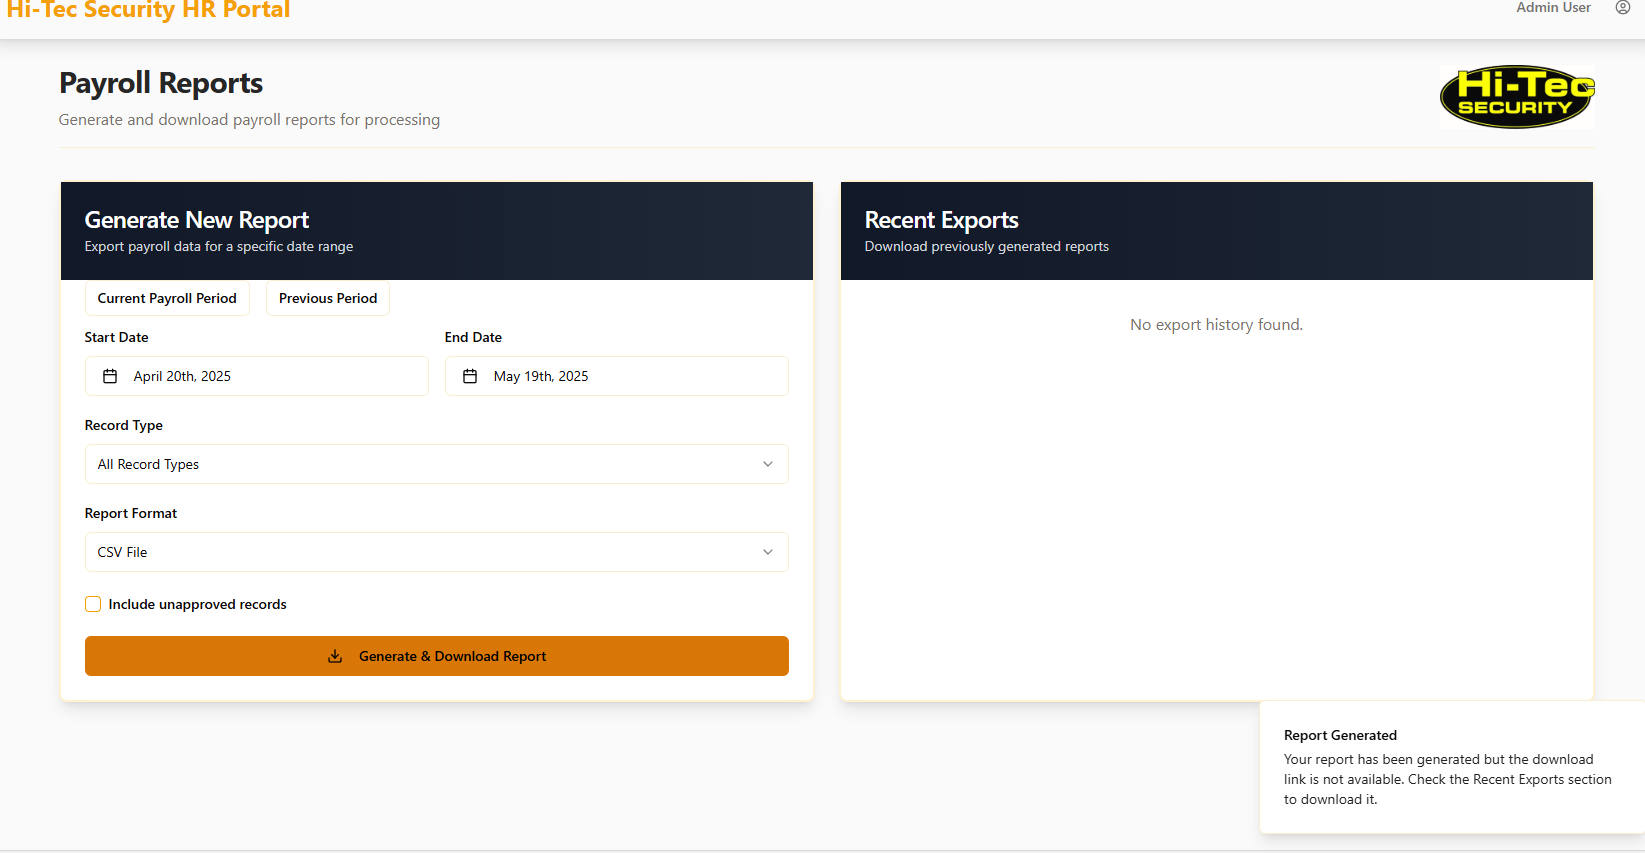 Hi-Tec Security HR Portal
Admin User
Payroll Reports
Generate and download payroll reports for processing
Hi-Tec
SECURITY
Generate New Report
Export payroll data for a specific date range
Current Payroll Period
Previous Period
Start Date
End Date
April 20th, 2025
May 19th, 2025
Record Type
All Record Types
Report Format
CSV File
Include unapproved records
Generate & Download Report
Recent Exports
Download previously generated reports
No export history found.
Report Generated
Your report has been generated but the download
link is not available. Check the Recent Exports section
to download it.